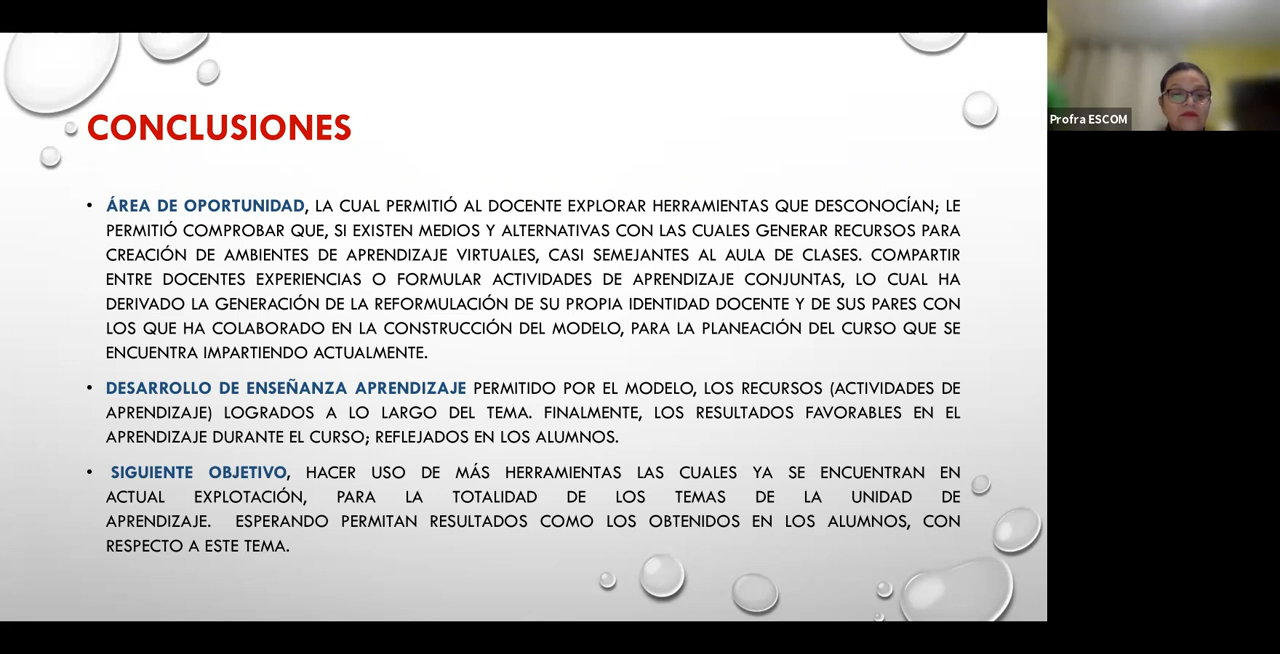 CONCLUSIONES
• ÁREA DE OPORTUNIDAD, LA CUAL PERMITIÓ AL DOCENTE EXPLORAR HERRAMIENTAS QUE DESCONOCÍAN; LE
PERMITIÓ COMPROBAR QUE, SI EXISTEN MEDIOS Y ALTERNATIVAS CON LAS CUALES GENERAR RECURSOS PARA
CREACIÓN DE AMBIENTES DE APRENDIZAJE VIRTUALES, CASI SEMEJANTES AL AULA DE CLASES. COMPARTIR
ENTRE DOCENTES EXPERIENCIAS O FORMULAR ACTIVIDADES DE APRENDIZAJE CONJUNTAS, LO CUAL HA
DERIVADO LA GENERACIÓN DE LA REFORMULACIÓN DE SU PROPIA IDENTIDAD DOCENTE Y DE SUS PARES CON
LOS QUE HA COLABORADO EN LA CONSTRUCCIÓN DEL MODELO, PARA LA PLANEACIÓN DEL CURSO QUE SE
ENCUENTRA IMPARTIENDO ACTUALMENTE.
• DESARROLLO DE ENSEÑANZA APRENDIZAJE PERMITIDO POR EL MODELO, LOS RECURSOS (ACTIVIDADES DE
APRENDIZAJE) LOGRADOS A LO LARGO DEL TEMA. FINALMENTE, LOS RESULTADOS FAVORABLES EN EL
APRENDIZAJE DURANTE EL CURSO; REFLEJADOS EN LOS ALUMNOS.
• SIGUIENTE OBJETIVO, HACER USO DE MÁS HERRAMIENTAS LAS CUALES YA SE ENCUENTRAN EN
ACTUAL EXPLOTACIÓN, PARA LA TOTALIDAD DE LOS TEMAS DE LA UNIDAD DE
APRENDIZAJE. ESPERANDO PERMITAN RESULTADOS COMO LOS OBTENIDOS EN LOS ALUMNOS, CON
RESPECTO A ESTE TEMA.
Profra ESCOM